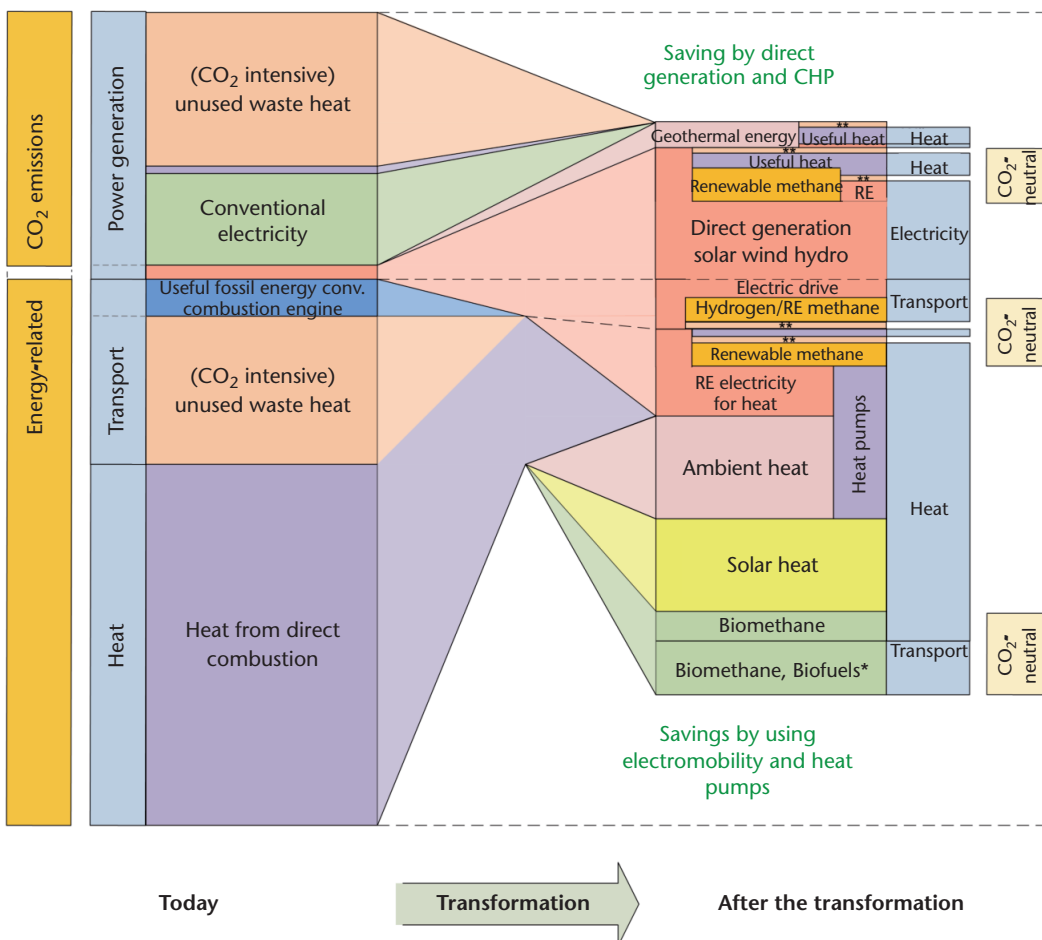 CO₂ emissions
Energy-related
Power generation
Transport
Heat
(CO₂ intensive)
unused waste heat
Conventional
electricity
Useful fossil energy conv.
combustion engine
(CO₂ intensive)
unused waste heat
Heat from direct
combustion
Saving by direct
generation and CHP
**
Geothermal energy
Useful heat
Heat
**
Useful heat
Heat
Renewable methane
**
RE
Direct generation
solar wind hydro
Electricity
Electric drive
Hydrogen/RE methane
Transport
**
**
Renewable methane
RE electricity
for heat
Heat pumps
Ambient heat
Heat
Solar heat
Biomethane
Biomethane, Biofuels*
Transport
CO₂-
neutral
CO₂-
neutral
CO₂-
neutral
Savings by using
electromobility and heat
pumps
Today
Transformation
After the transformation